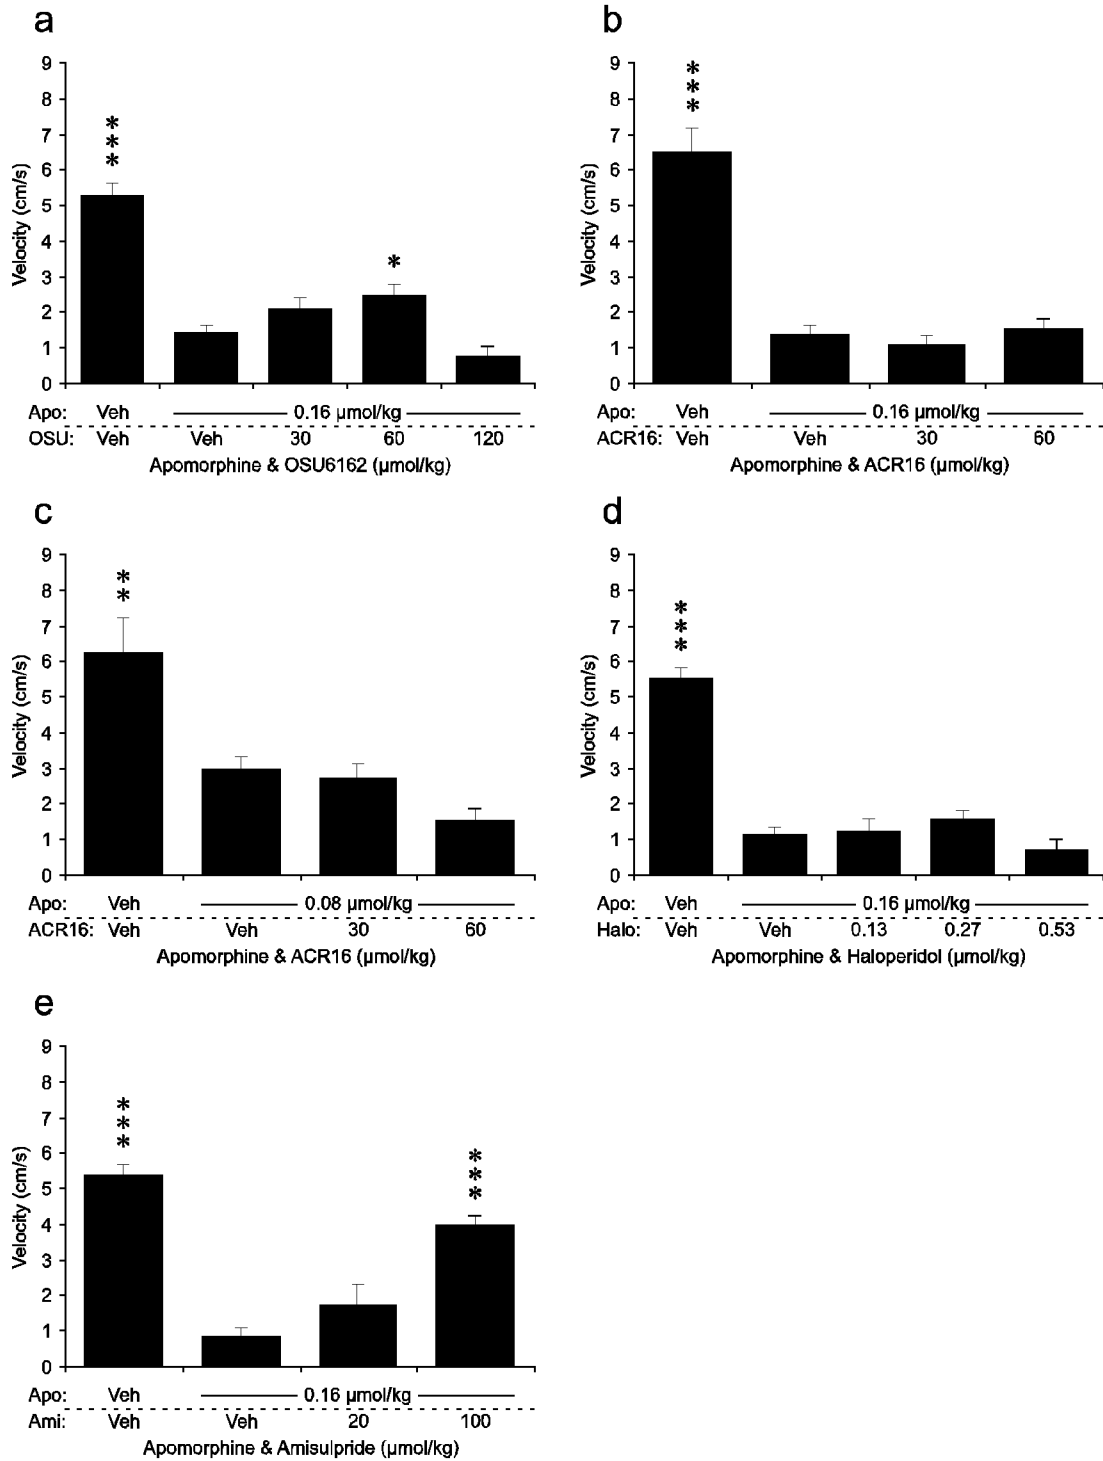 a
9
8
7
6
5
4
3
2
1
0
Velocity (cm/s)
***
*
Apo: Veh 0.16 µmol/kg
OSU: Veh Veh 30 60 120
Apomorphine & OSU6162 (µmol/kg)
b
9
8
7
6
5
4
3
2
1
0
Velocity (cm/s)
***
Apo: Veh 0.16 µmol/kg
ACR16: Veh Veh 30 60
Apomorphine & ACR16 (µmol/kg)
c
9
8
7
6
5
4
3
2
1
0
Velocity (cm/s)
**
Apo: Veh 0.08 µmol/kg
ACR16: Veh Veh 30 60
Apomorphine & ACR16 (µmol/kg)
d
9
8
7
6
5
4
3
2
1
0
Velocity (cm/s)
***
Apo: Veh 0.16 µmol/kg
Halo: Veh Veh 0.13 0.27 0.53
Apomorphine & Haloperidol (µmol/kg)
e
9
8
7
6
5
4
3
2
1
0
Velocity (cm/s)
***
***
Apo: Veh 0.16 µmol/kg
Ami: Veh Veh 20 100
Apomorphine & Amisulpride (µmol/kg)